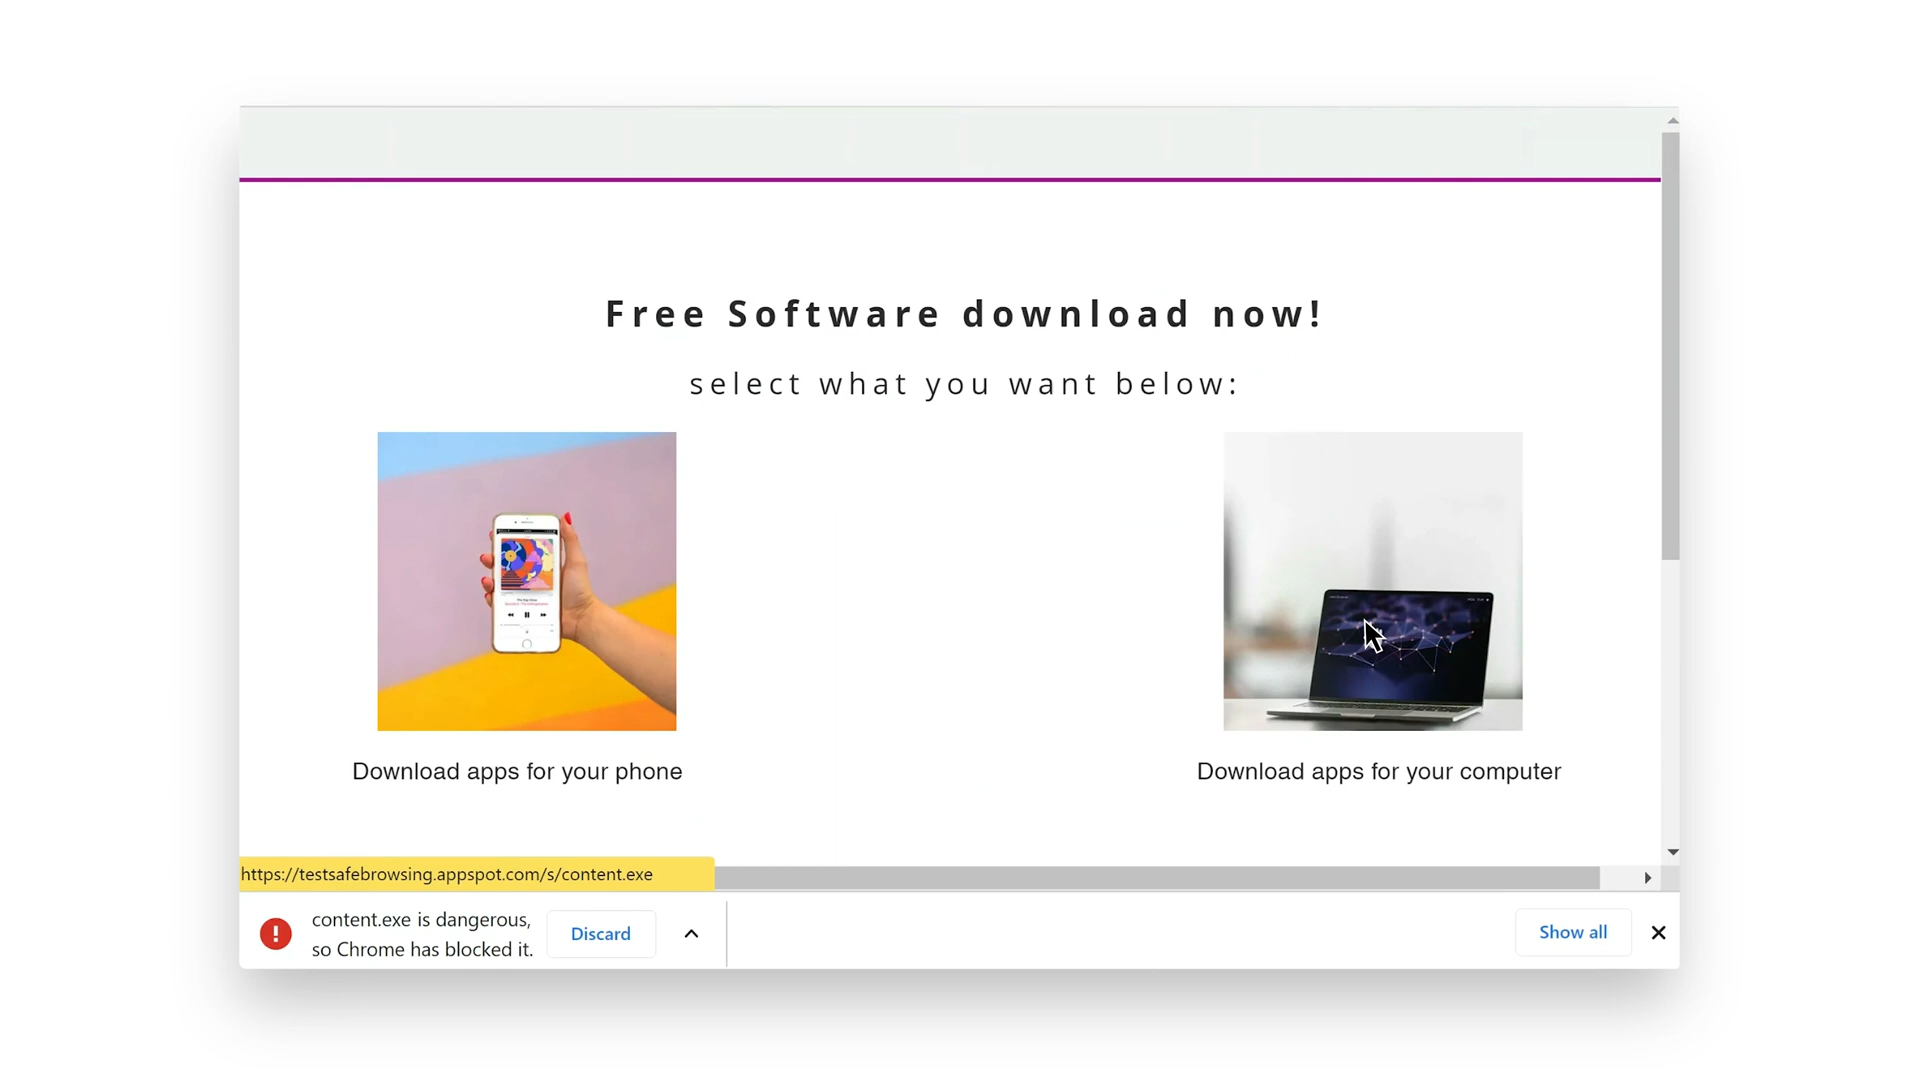 Free Software download now!
select what you want below:
Download apps for your phone
Download apps for your computer
https://testsafebrowsing.appspot.com/s/content.exe
content.exe is dangerous,
so Chrome has blocked it.
Discard
Show all